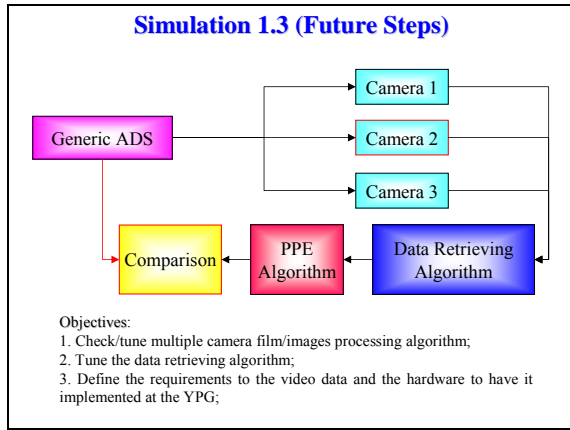 Simulation 1.3 (Future Steps)
Camera 1
Generic ADS
Camera 2
Camera 3
Comparison
PPE
Algorithm
Data Retrieving
Algorithm
Objectives:
1. Check/tune multiple camera film/images processing algorithm;
2. Tune the data retrieving algorithm;
3. Define the requirements to the video data and the hardware to have it
implemented at the YPG;